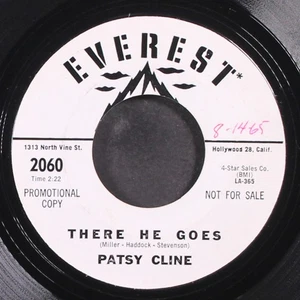 EVEREST*
8-1465
1313 North Vine St.
Hollywood 28, Calif.
2060
Time 2:22
4-Star Sales Co.
(BMI)
LA-365
PROMOTIONAL
COPY
NOT FOR SALE
THERE HE GOES
(Miller - Haddock - Stevenson)
PATSY CLINE